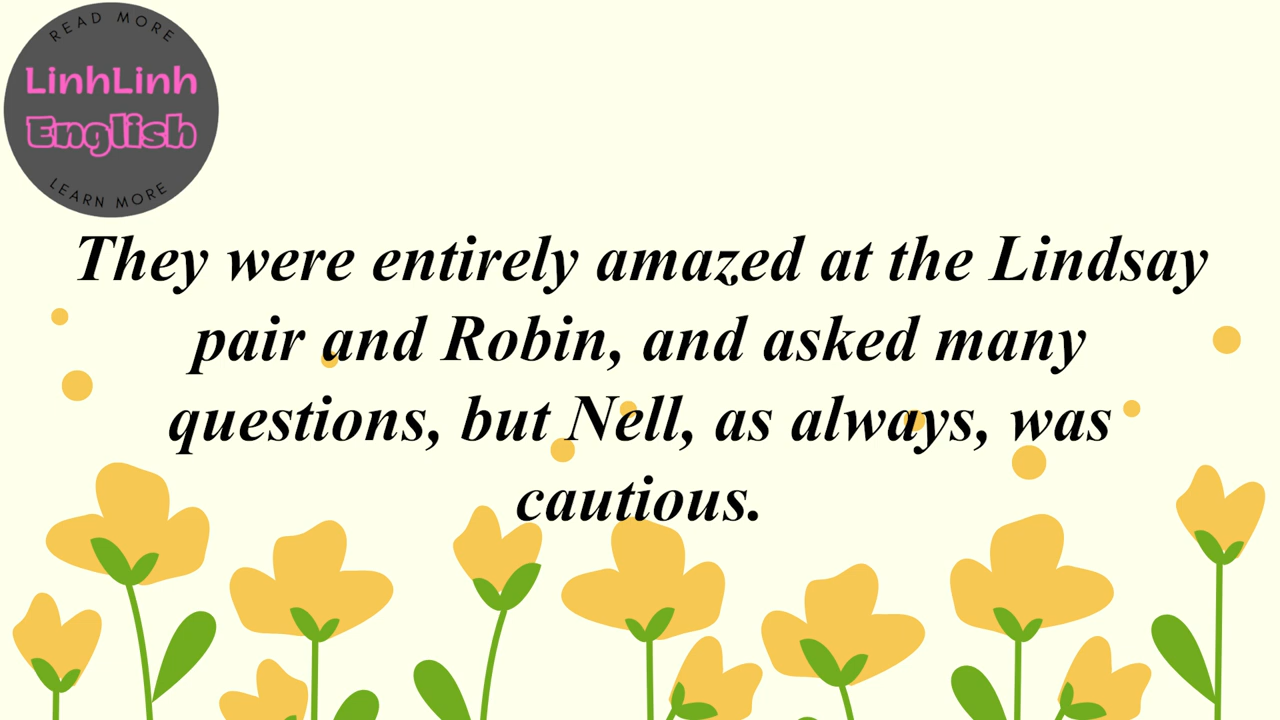 READ MORE
LinhLinh
English
LEARN MORE
They were entirely amazed at the Lindsay
pair and Robin, and asked many
questions, but Nell, as always, was
cautious.